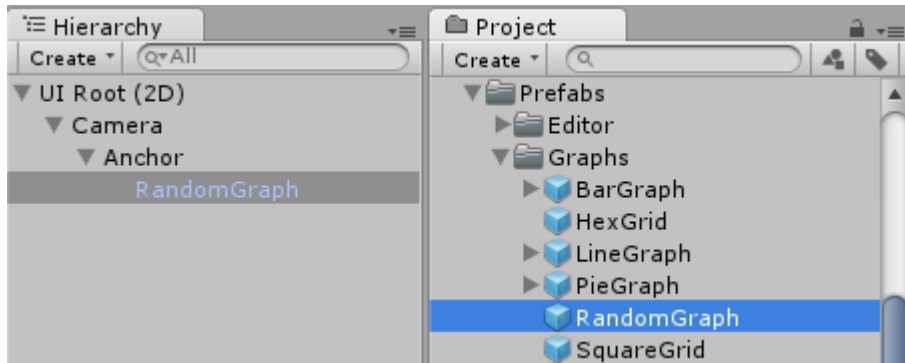 Hierarchy
Create
All
UI Root (2D)
Camera
Anchor
RandomGraph
Project
Create
Prefabs
Editor
Graphs
BarGraph
HexGrid
LineGraph
PieGraph
RandomGraph
SquareGrid